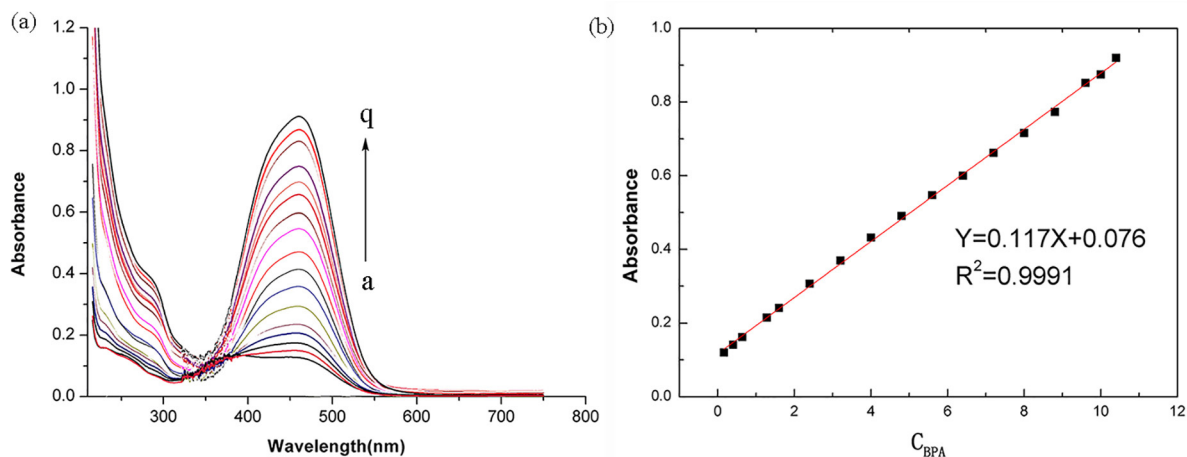 (a)
1.2
1.0
0.8
0.6
0.4
0.2
0.0
Absorbance
q
a
300
400
500
600
700
800
Wavelength(nm)
(b)
1.0
0.8
0.6
0.4
0.2
0.0
Absorbance
Y=0.117X+0.076
R²=0.9991
0
2
4
6
8
10
12
C_BPA